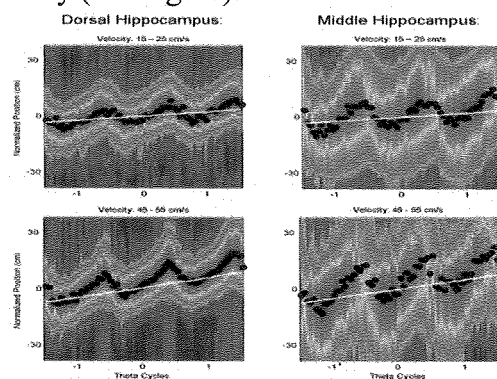 Dorsal Hippocampus:
Middle Hippocampus:
Velocity: 15 – 25 cm/s
Velocity: 15 – 25 cm/s
Normalized Position (cm)
30
0
-30
-1
0
1
30
0
-30
-1
0
1
Velocity: 45 - 55 cm/s
Velocity: 45 - 55 cm/s
Normalized Position (cm)
30
0
-30
-1
0
1
Theta Cycles
30
0
-30
-1
0
1
Theta Cycles